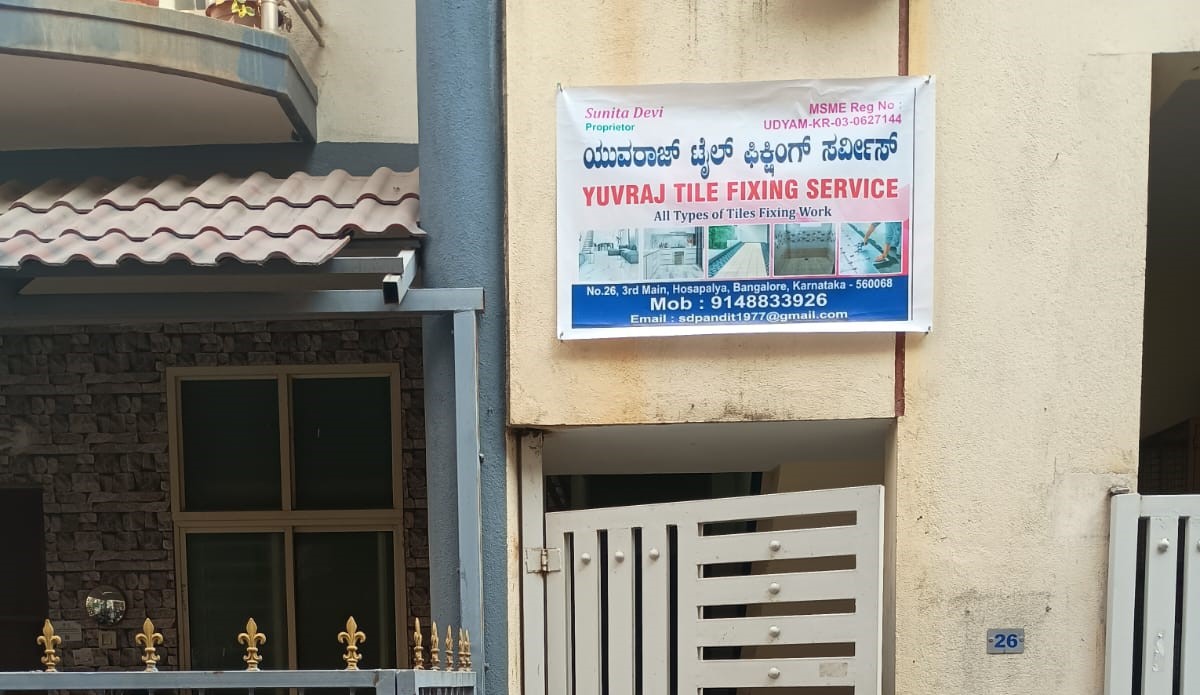 Sunita Devi
Proprietor
MSME Reg No :
UDYAM-KR-03-0627144
ಯುವರಾಜ್ ಟೈಲ್ ಫಿಕ್ಷಿಂಗ್ ಸರ್ವೀಸ್
YUVRAJ TILE FIXING SERVICE
All Types of Tiles Fixing Work
No.26, 3rd Main, Hosapalya, Bangalore, Karnataka - 560068
Mob : 9148833926
Email : sdpandit1977@gmail.com
26